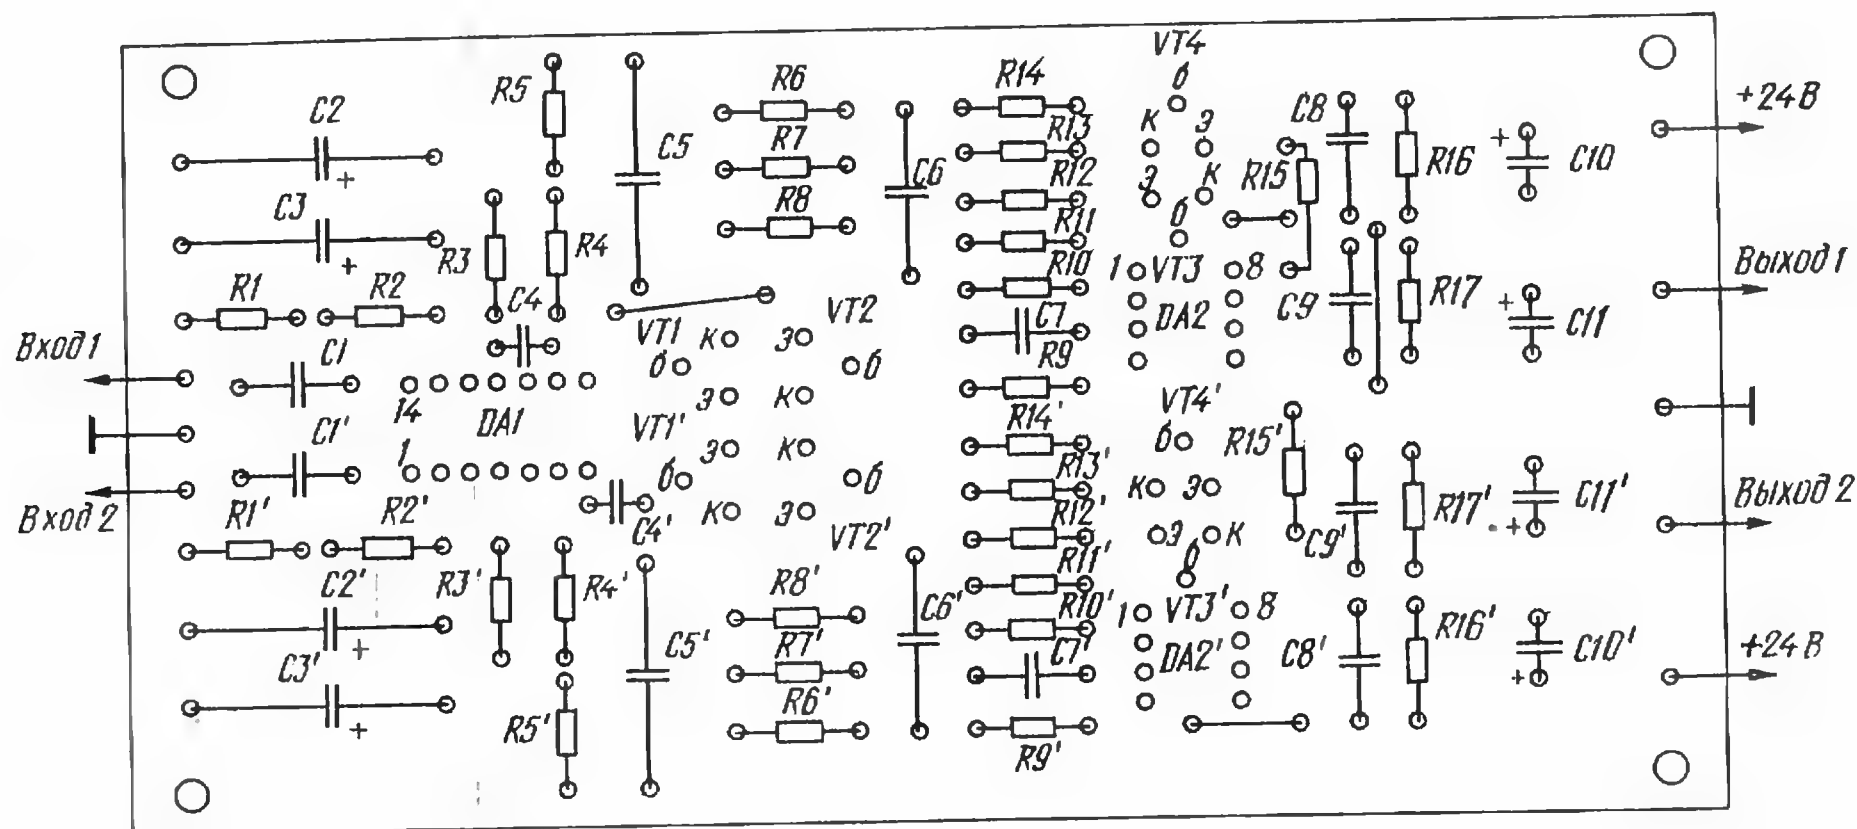 VT4
б
R5
R6
R14
C8
+24 В
C2
К
Э
+
R13
R7
C5
C6
R15
R16
C10
+
R12
Э
К
C3
R8
б
R11
R3
R4
+
R10
1
VT3
8
Выход 1
R1
R2
C4
VT2
R17
+
VT1
К
Э
C7
DA2
C9
C11
Вход 1
C1
б
б
R9
Э
К
VT4'
14
DA1
R14'
C1'
VT1'
б
R15'
1
Э
К
R13'
б
б
К
Э
R17'
C11'
Выход 2
Вход 2
R1'
R2'
К
Э
R12'
+
C4'
VT2'
Э
К
C9'
б
R11'
C2'
R3'
R4'
R8'
C6'
R10'
1
VT3'
8
R16'
+
C3'
C5'
R7'
C7'
DA2'
C8'
C10'
+24 В
+
R6'
+
R5'
R9'